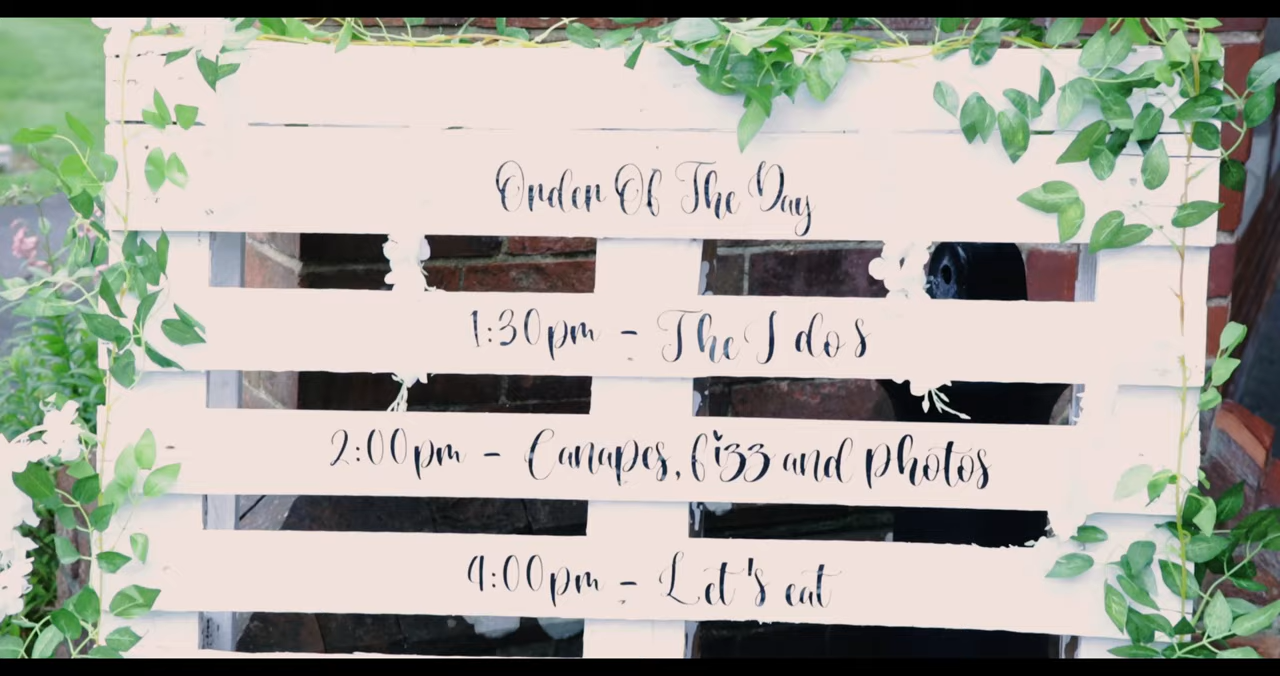 Order Of The Day
1:30pm - The I do's
2:00pm - Canapes, fizz and photos
4:00pm - Let's eat